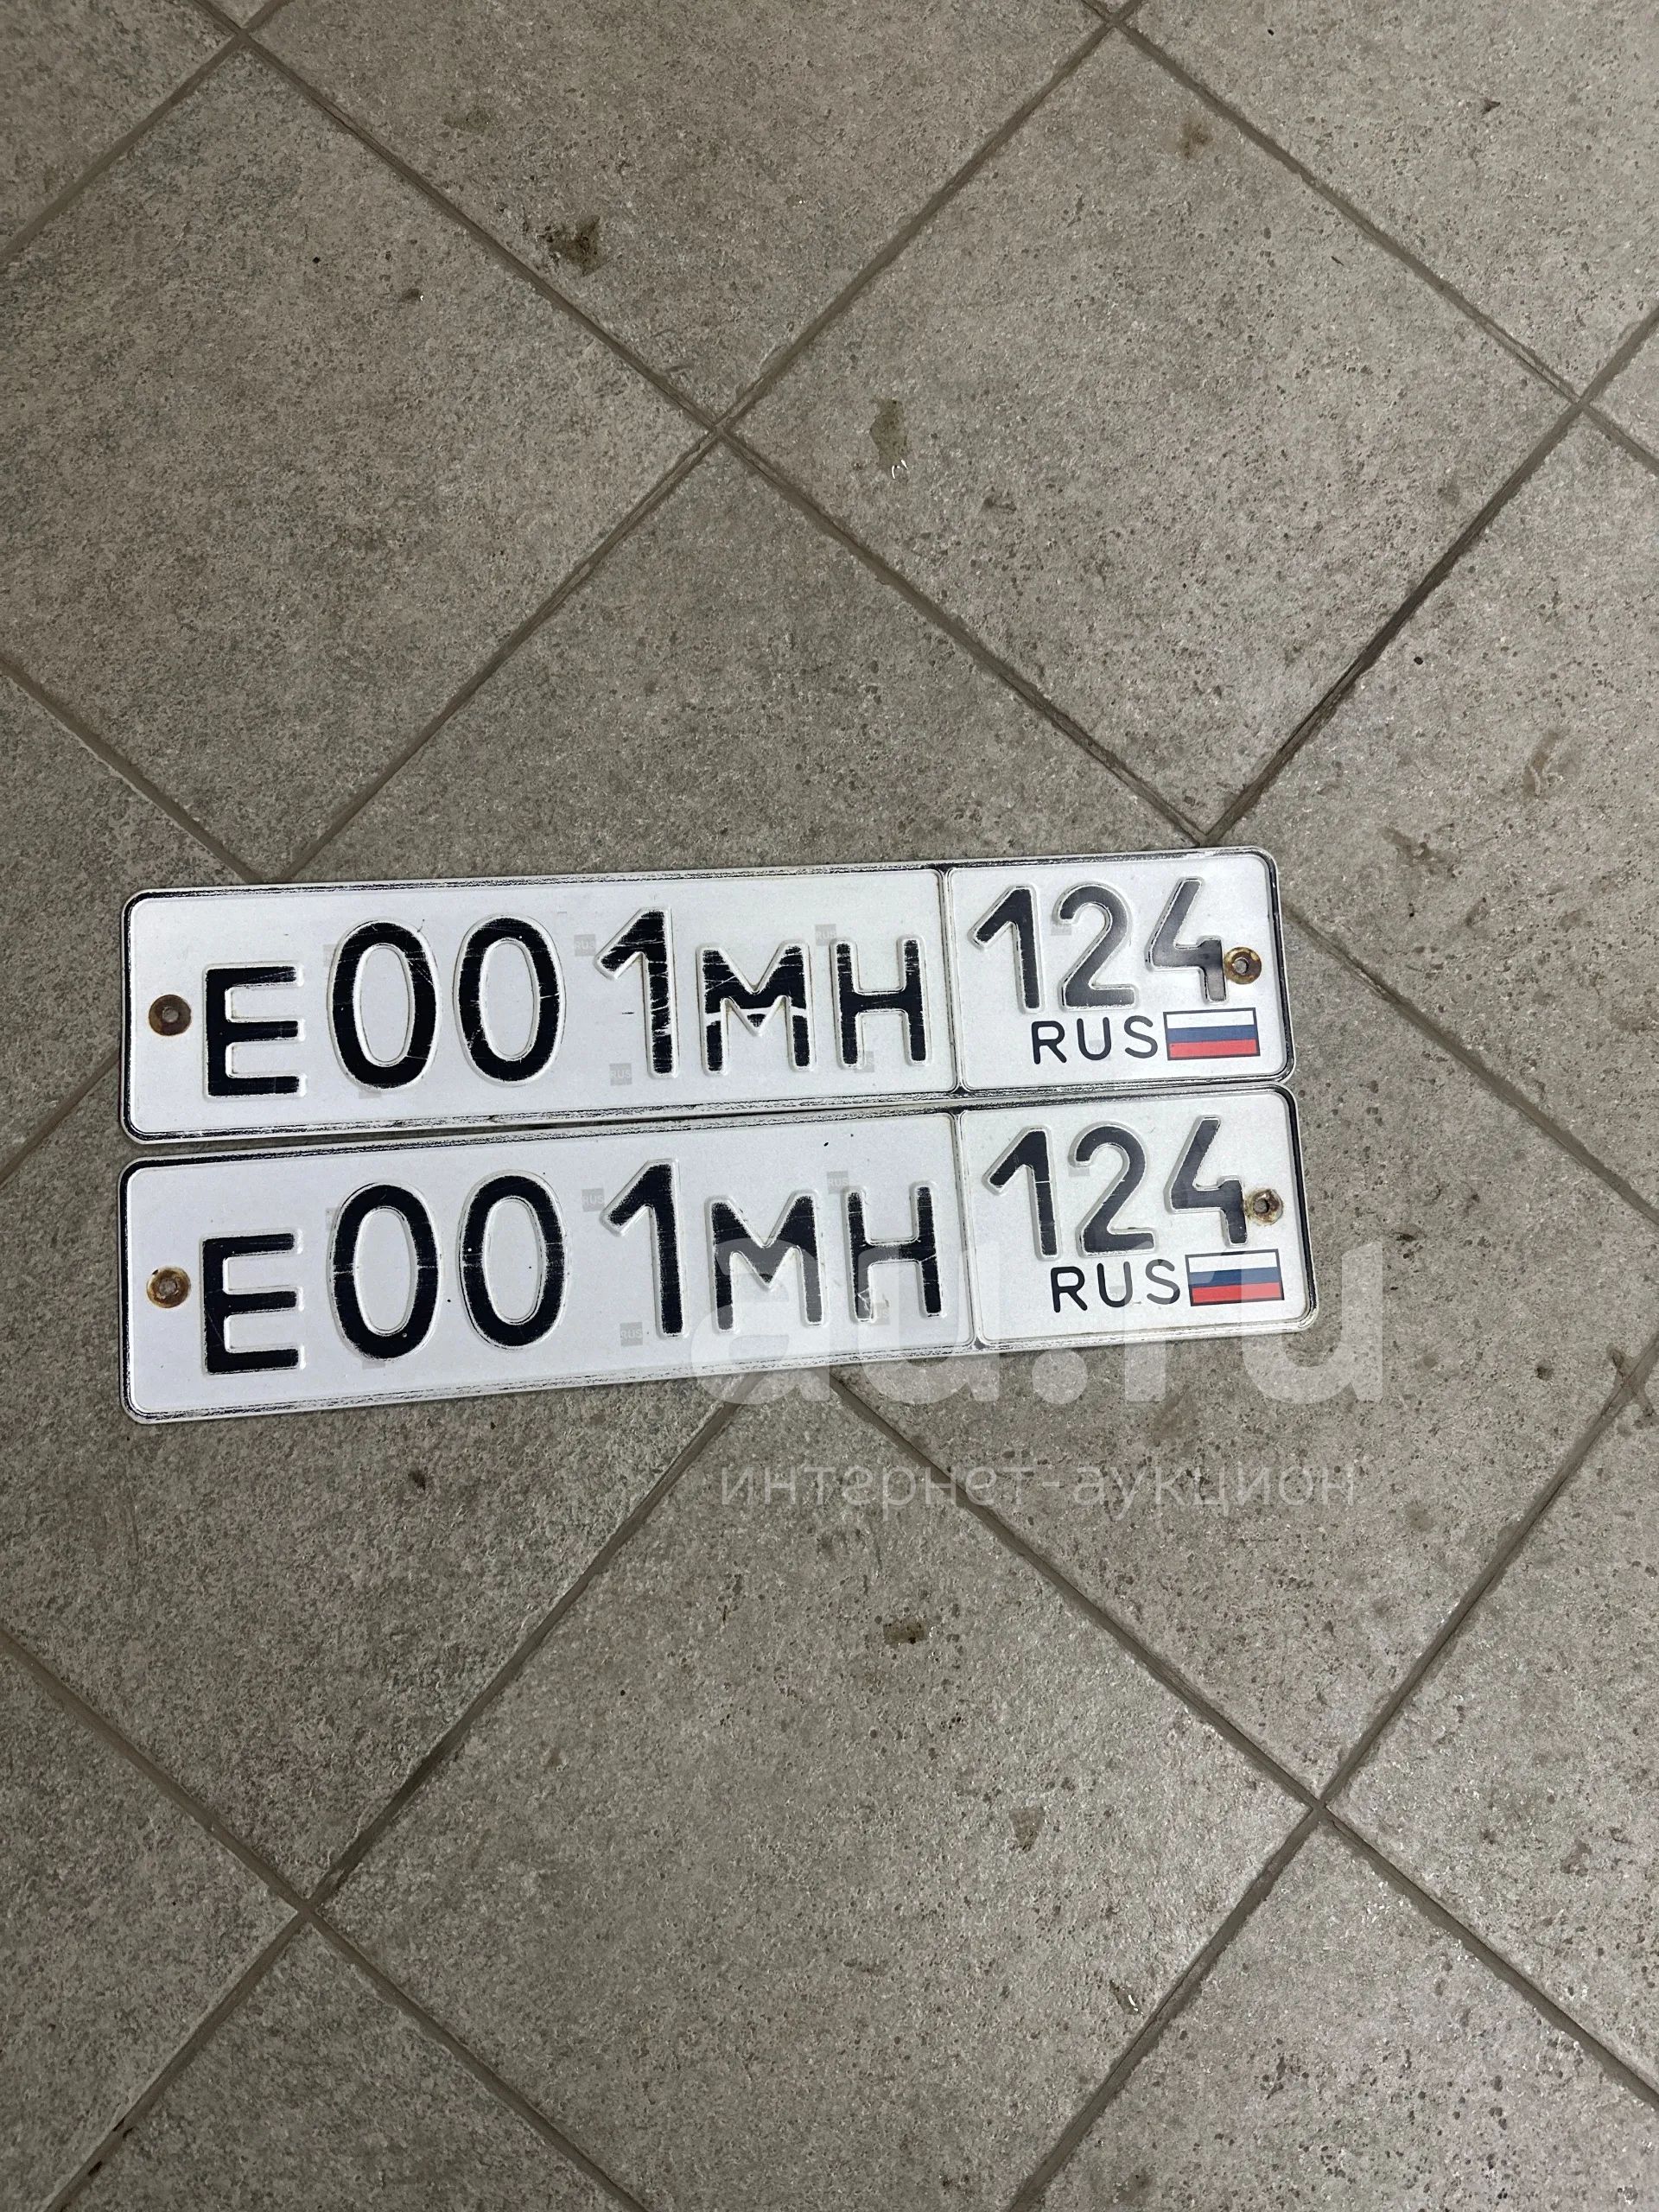 Е001МН 124
RUS
Е001МН 124
RUS
au.ru
интернет-аукцион